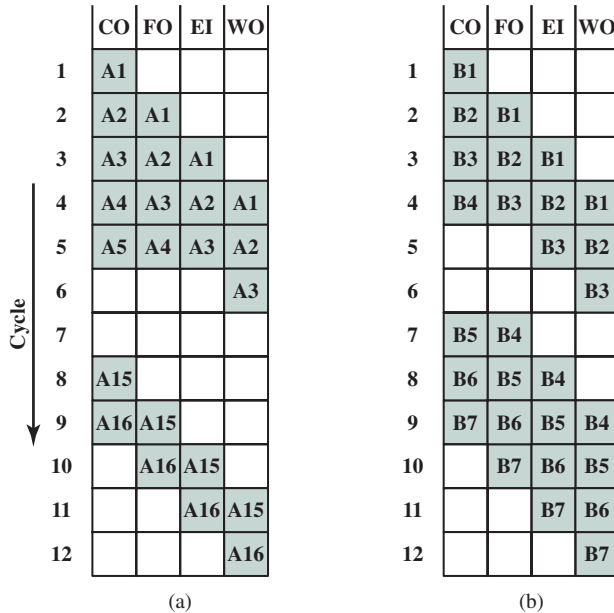 CO FO EI WO CO FO EI WO
1 A1 1 B1
2 A2 A1 2 B2 B1
3 A3 A2 A1 3 B3 B2 B1
4 A4 A3 A2 A1 4 B4 B3 B2 B1
5 A5 A4 A3 A2 5 B3 B2
6 A3 6 B3
Cycle
7 7 B5 B4
8 A15 8 B6 B5 B4
9 A16 A15 9 B7 B6 B5 B4
10 A16 A15 10 B7 B6 B5
11 A16 A15 11 B7 B6
12 A16 12 B7
(a) (b)